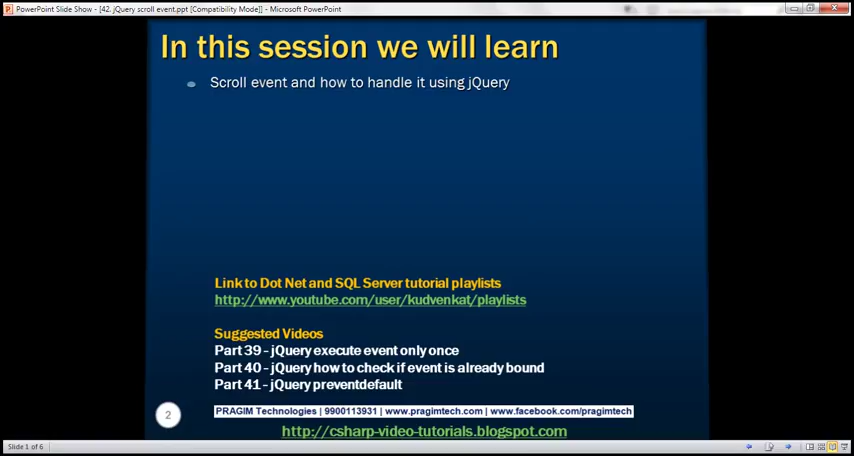 PowerPoint Slide Show - [42. jQuery scroll event.ppt [Compatibility Mode]] - Microsoft PowerPoint
In this session we will learn
Scroll event and how to handle it using jQuery
Link to Dot Net and SQL Server tutorial playlists
http://www.youtube.com/user/kudvenkat/playlists
Suggested Videos
Part 39 - jQuery execute event only once
Part 40 - jQuery how to check if event is already bound
Part 41 - jQuery preventdefault
2
PRAGIM Technologies | 9900113931 | www.pragimtech.com | www.facebook.com/pragimtech
http://csharp-video-tutorials.blogspot.com
Slide 1 of 6